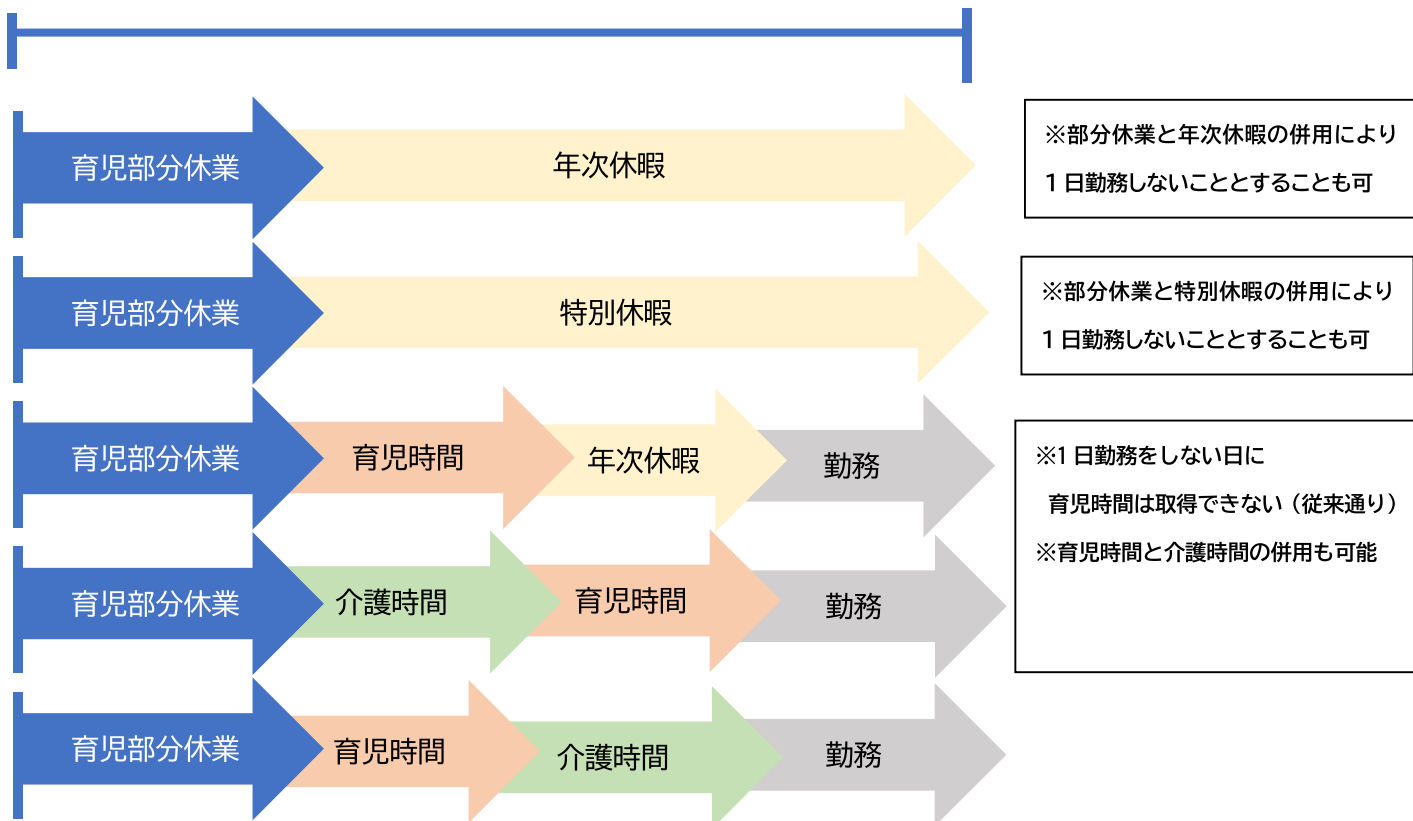 育児部分休業
年次休暇
※部分休業と年次休暇の併用により
1日勤務しないこととすることも可
育児部分休業
特別休暇
※部分休業と特別休暇の併用により
1日勤務しないこととすることも可
育児部分休業
育児時間
年次休暇
勤務
※1日勤務をしない日に
育児時間は取得できない（従来通り）
※育児時間と介護時間の併用も可能
育児部分休業
介護時間
育児時間
勤務
育児部分休業
育児時間
介護時間
勤務